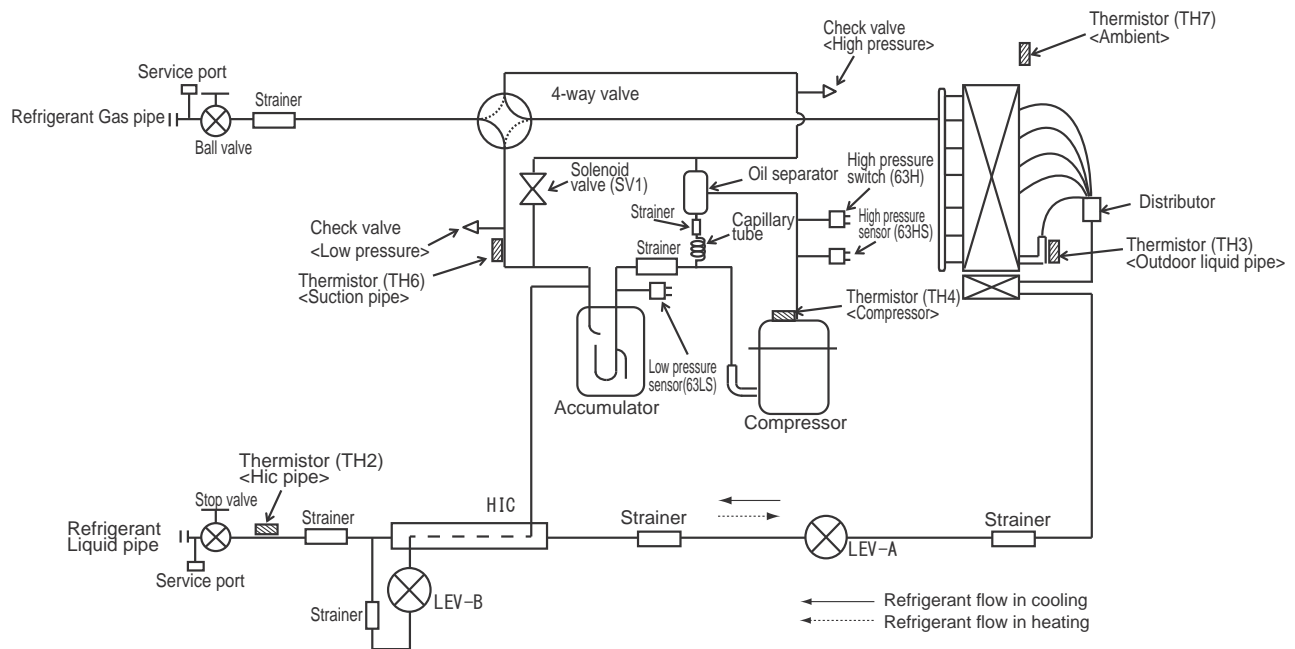 Thermistor (TH7)
<Ambient>
Check valve
<High pressure>
Service port
Strainer
4-way valve
Refrigerant Gas pipe
Ball valve
Solenoid
valve (SV1)
Oil separator
High pressure
switch (63H)
Strainer
Capillary
tube
High pressure
sensor (63HS)
Distributor
Check valve
<Low pressure>
Strainer
Thermistor (TH3)
<Outdoor liquid pipe>
Thermistor (TH6)
<Suction pipe>
Thermistor (TH4)
<Compressor>
Low pressure
sensor(63LS)
Accumulator
Compressor
Thermistor (TH2)
<Hic pipe>
Stop valve
HIC
Strainer
Strainer
Strainer
Refrigerant
Liquid pipe
LEV-A
Service port
LEV-B
Strainer
Refrigerant flow in cooling
Refrigerant flow in heating